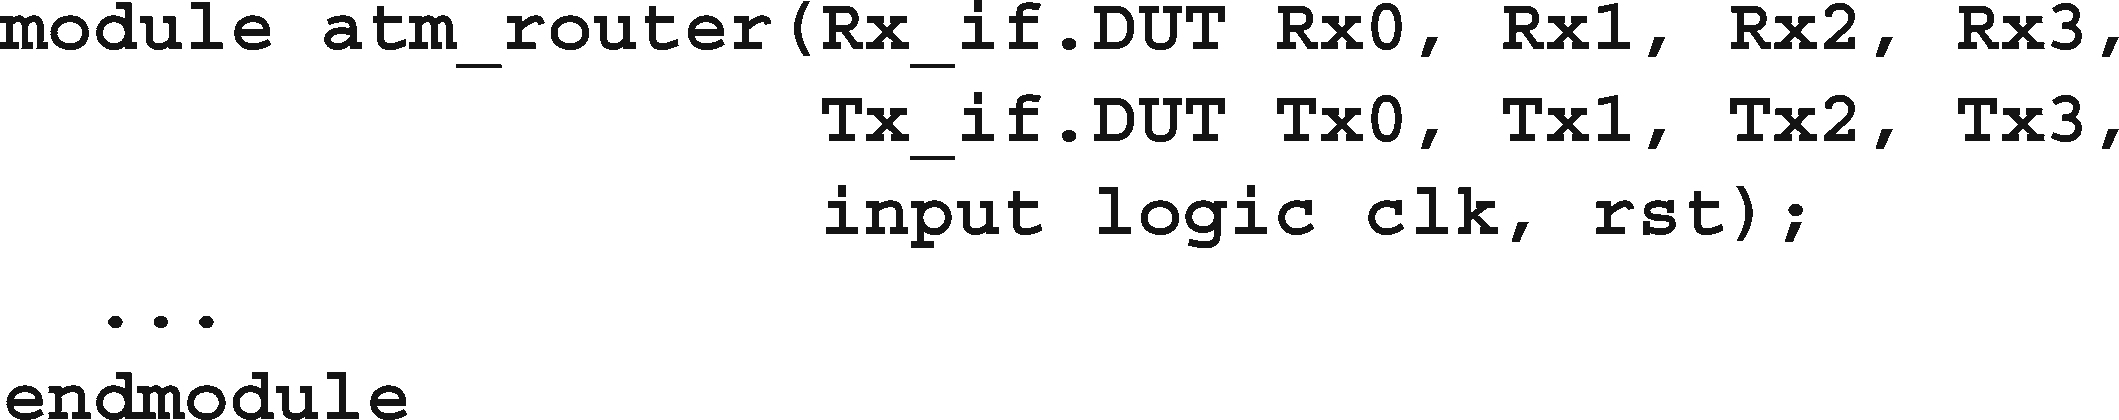 module atm_router(Rx_if.DUT Rx0, Rx1, Rx2, Rx3,
                  Tx_if.DUT Tx0, Tx1, Tx2, Tx3,
                  input logic clk, rst);
  ...
endmodule